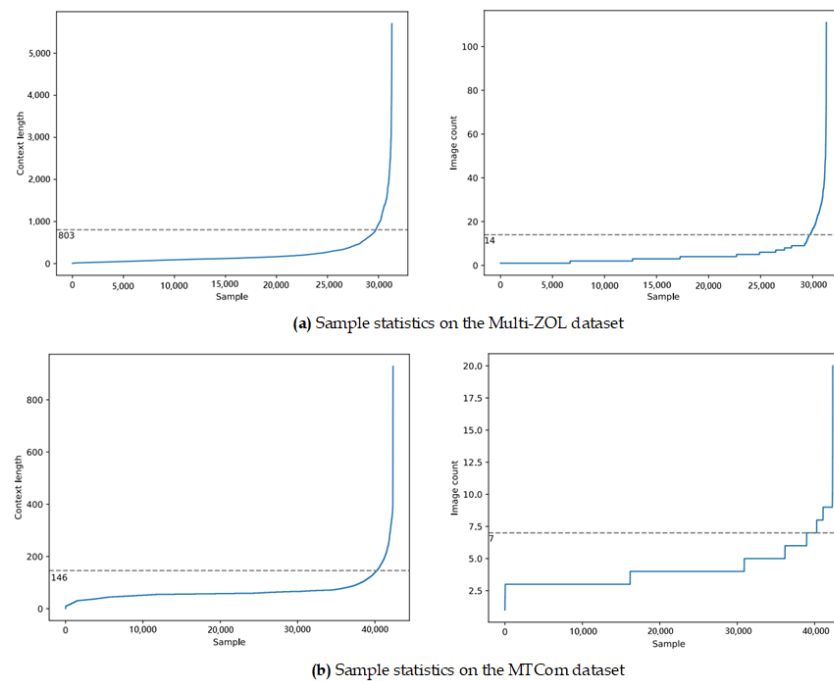 5,000
4,000
3,000
2,000
1,000
0
Context length
803
0 5,000 10,000 15,000 20,000 25,000 30,000
Sample
100
80
60
40
20
0
Image count
14
0 5,000 10,000 15,000 20,000 25,000 30,000
Sample
(a) Sample statistics on the Multi-ZOL dataset
800
600
400
200
0
Context length
146
0 10,000 20,000 30,000 40,000
Sample
20.0
17.5
15.0
12.5
10.0
7.5
5.0
2.5
Image count
7
0 10,000 20,000 30,000 40,000
Sample
(b) Sample statistics on the MTCom dataset